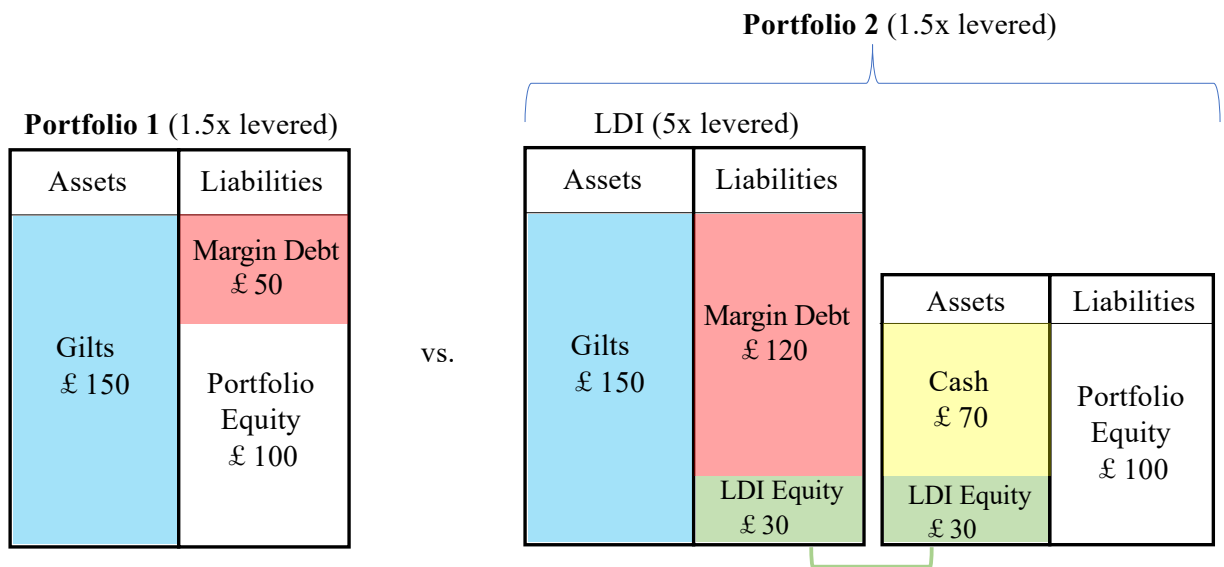 Portfolio 2 (1.5x levered)
Portfolio 1 (1.5x levered)
Assets
Liabilities
Margin Debt
£ 50
Gilts
£ 150
Portfolio
Equity
£ 100
vs.
LDI (5x levered)
Assets
Liabilities
Margin Debt
£ 120
Gilts
£ 150
LDI Equity
£ 30
Assets
Liabilities
Cash
£ 70
Portfolio
Equity
£ 100
LDI Equity
£ 30